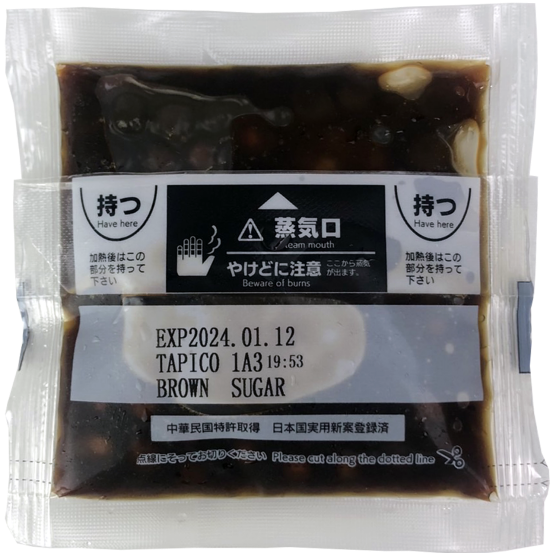 持つ
Have here
加熱後はこの
部分を持って
下さい
蒸気口
eam mouth
やけどに注意
ここから蒸気
が出ます。
Beware of burns
持つ
Have here
加熱後はこの
部分を持って
下さい
EXP2024.01.12
TAPICO 1A3 19:53
BROWN SUGAR
中華民国特許取得 日本国実用新案登録済
点線にそってお切りください Please cut along the dotted line